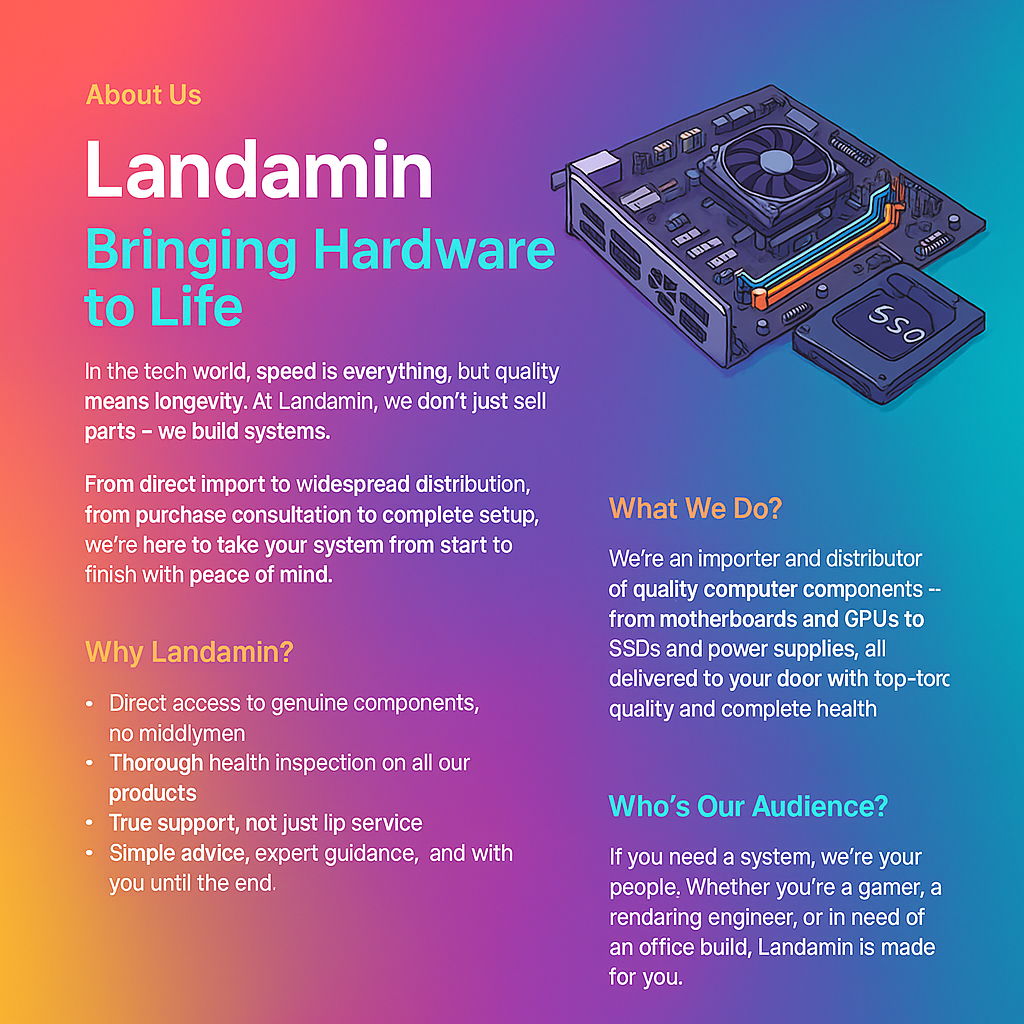 About Us
Landamin
Bringing Hardware
to Life
In the tech world, speed is everything, but quality
means longevity. At Landamin, we don't just sell
parts – we build systems.
From direct import to widespread distribution,
from purchase consultation to complete setup,
we're here to take your system from start to
finish with peace of mind.
Why Landamin?
• Direct access to genuine components,
no middlymen
• Thorough health inspection on all our
products
• True support, not just lip service
• Simple advice, expert guidance, and with
you until the end.
SSO
What We Do?
We're an importer and distributor
of quality computer components --
from motherboards and GPUs to
SSDs and power supplies, all
delivered to your door with top-torc
quality and complete health
Who's Our Audience?
If you need a system, we're your
people. Whether you're a gamer, a
rendaring engineer, or in need of
an office build, Landamin is made
for you.